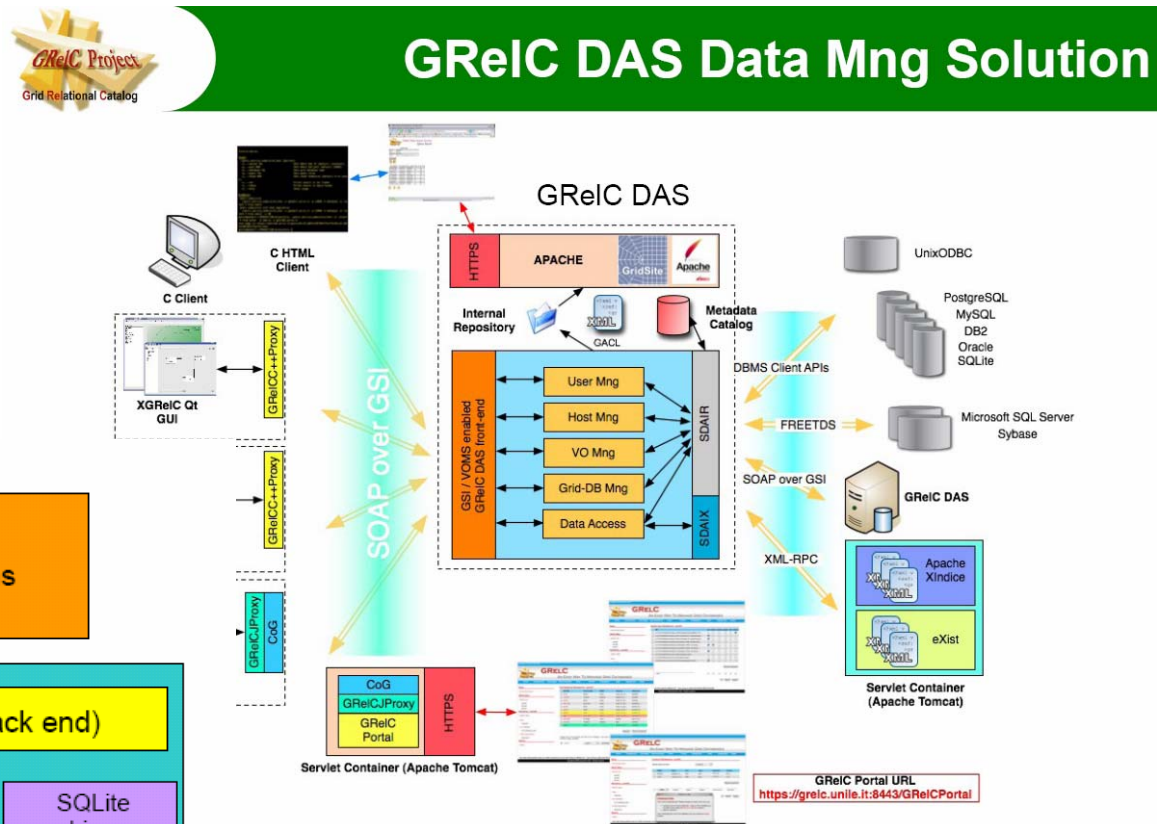 GRelC Project
Grid Relational Catalog
GRelC DAS Data Mng Solution
GRelC DAS
C HTML
Client
C Client
HTTPS
APACHE
GridSite
Apache
Internal
Repository
XML
GACL
Metadata
Catalog
UnixODBC
PostgreSQL
MySQL
DB2
Oracle
SQLite
DBMS Client APIs
XGRelC Qt
GUI
GRelCC++Proxy
SOAP over GSI
GSI / VOMS enabled
GRelC DAS front-end
User Mng
Host Mng
VO Mng
Grid-DB Mng
Data Access
SDAIR
SDAIX
FREETDS
Microsoft SQL Server
Sybase
SOAP over GSI
GRelC DAS
XML-RPC
GRelCC++Proxy
GRelCJProxy
CoG
Apache
XIndice
XML
eXist
XML
Servlet Container
(Apache Tomcat)
s
ack end)
SQLite
CoG
GRelCJProxy
GRelC
Portal
HTTPS
Servlet Container (Apache Tomcat)
GRelC
GRelC
GRelC
GRelC Portal URL
https://grelc.unile.it:8443/GRelCPortal